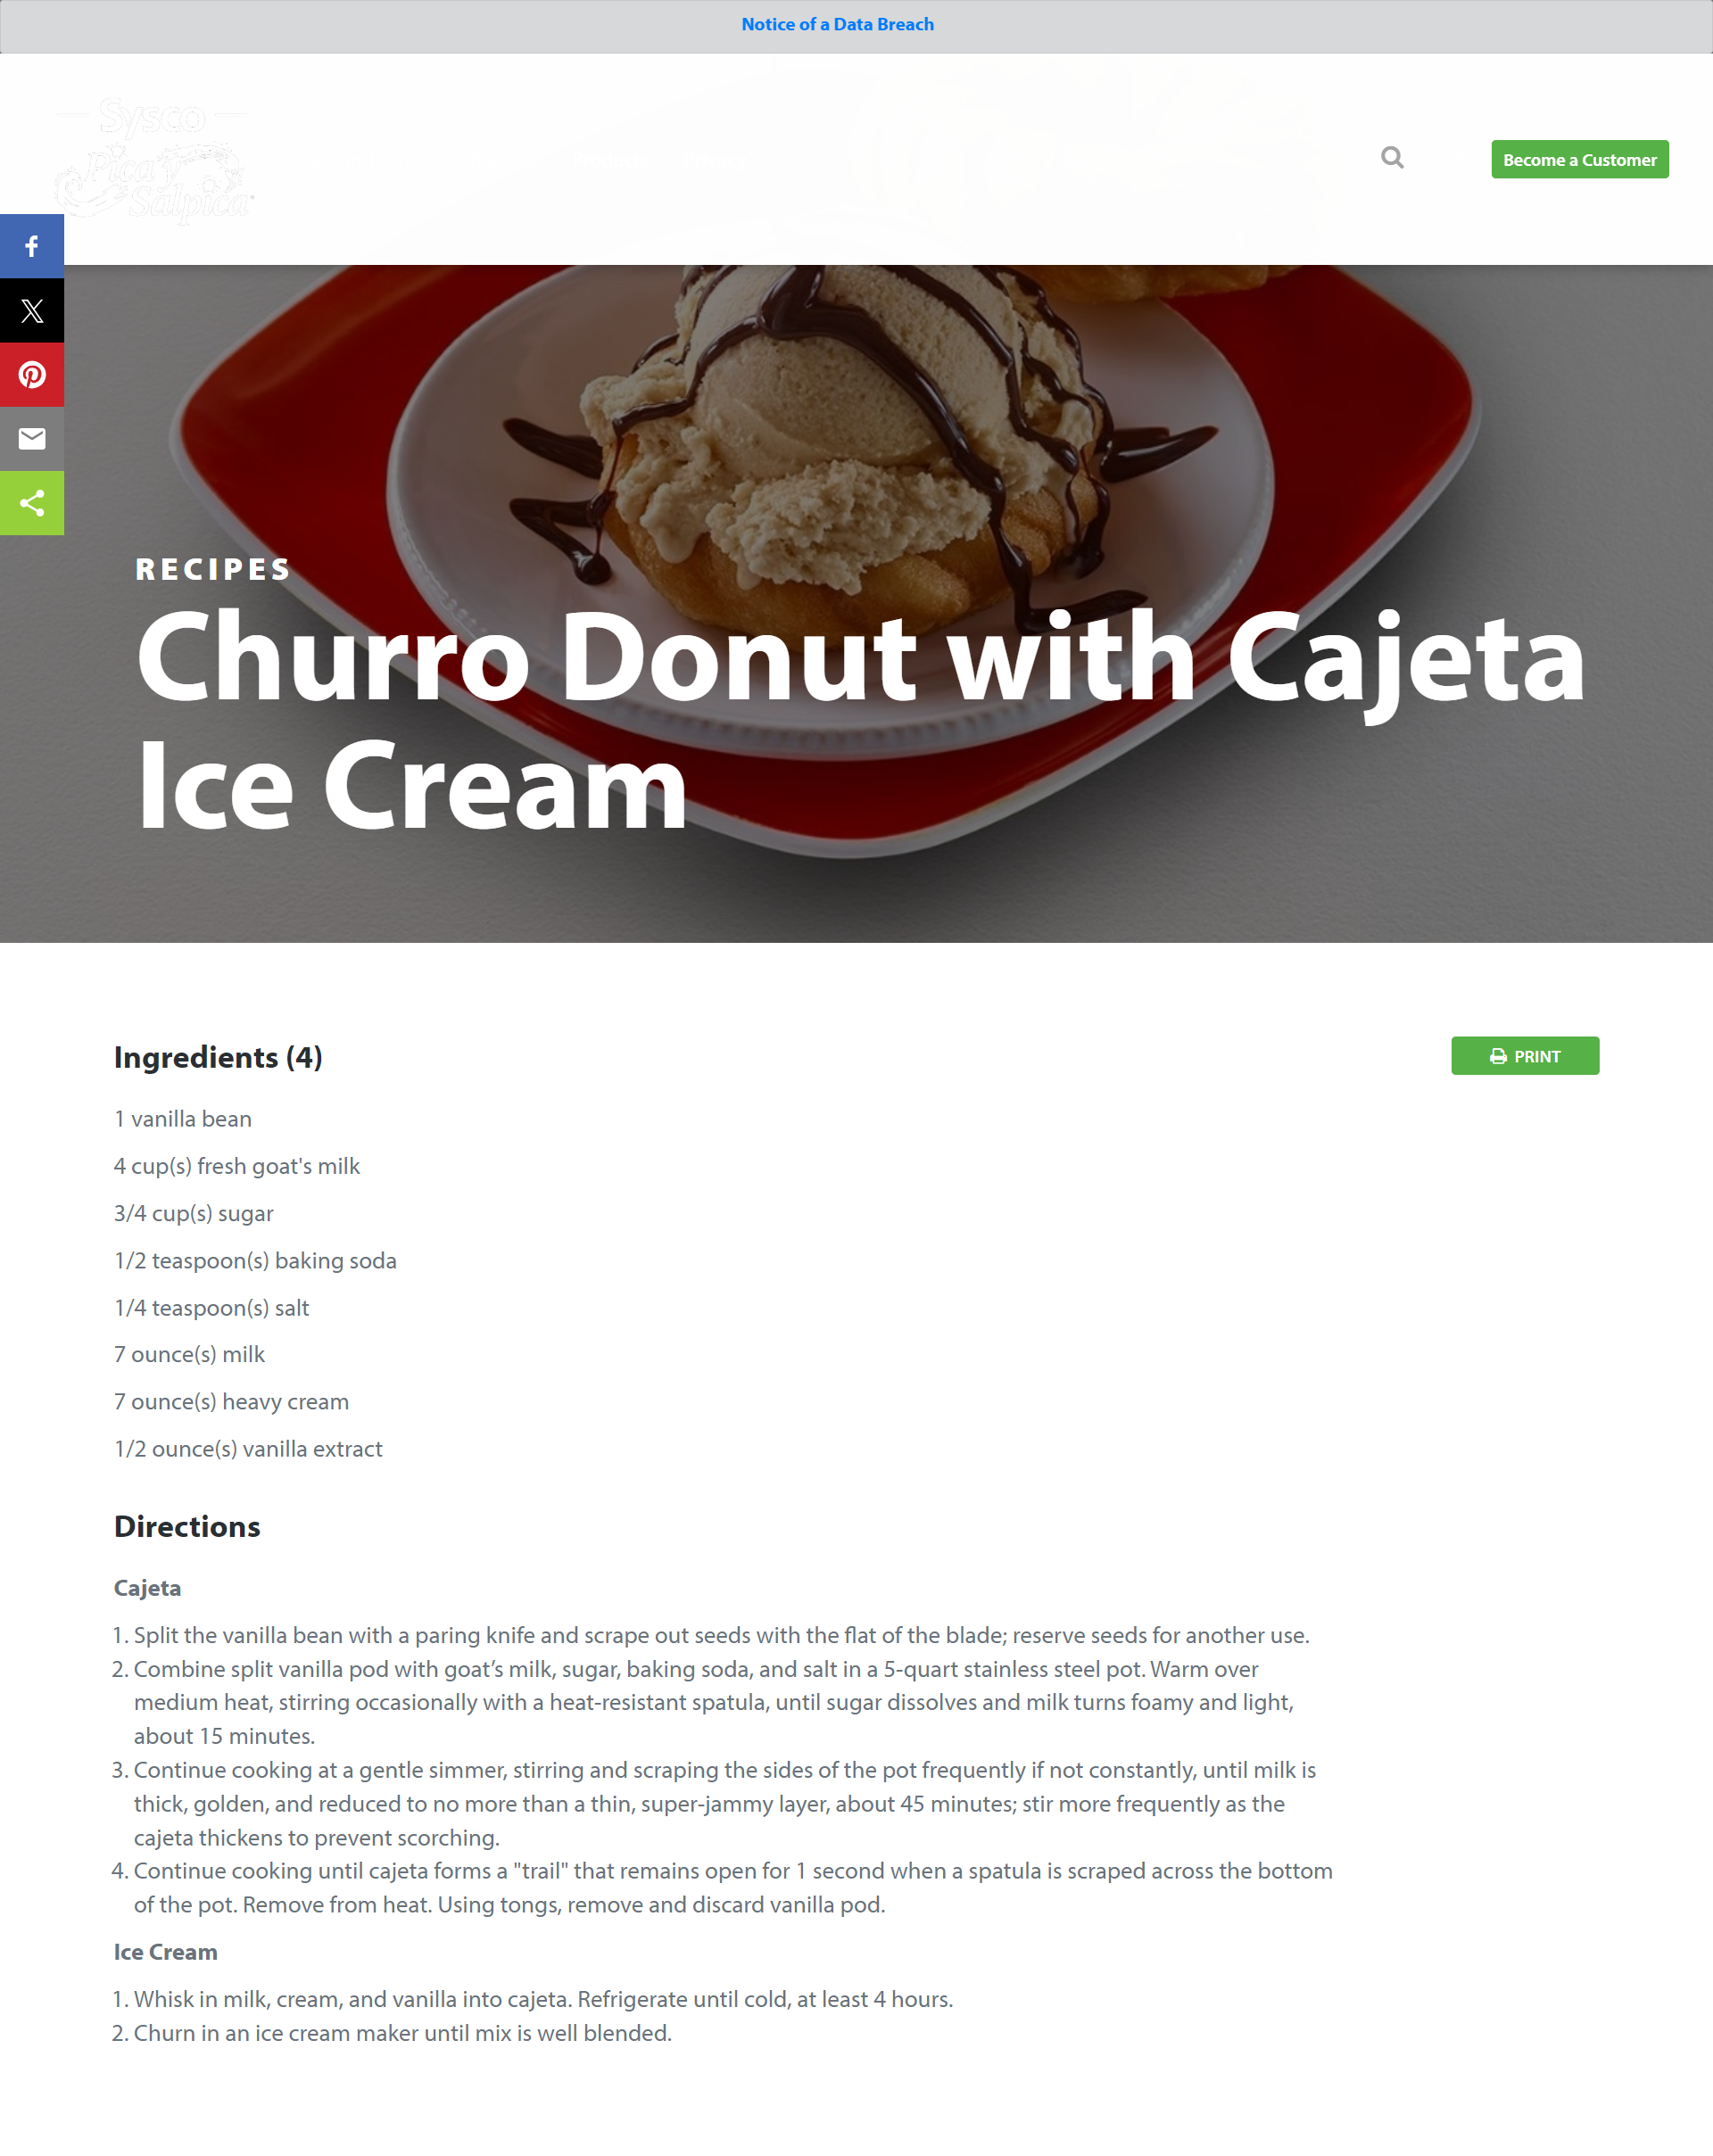 Notice of a Data Breach
Sysco
Pica y
Salpica
Become a Customer
RECIPES
Churro Donut with Cajeta
Ice Cream
Ingredients (4)
PRINT
1 vanilla bean
4 cup(s) fresh goat's milk
3/4 cup(s) sugar
1/2 teaspoon(s) baking soda
1/4 teaspoon(s) salt
7 ounce(s) milk
7 ounce(s) heavy cream
1/2 ounce(s) vanilla extract
Directions
Cajeta
1. Split the vanilla bean with a paring knife and scrape out seeds with the flat of the blade; reserve seeds for another use.
2. Combine split vanilla pod with goat’s milk, sugar, baking soda, and salt in a 5-quart stainless steel pot. Warm over
medium heat, stirring occasionally with a heat-resistant spatula, until sugar dissolves and milk turns foamy and light,
about 15 minutes.
3. Continue cooking at a gentle simmer, stirring and scraping the sides of the pot frequently if not constantly, until milk is
thick, golden, and reduced to no more than a thin, super-jammy layer, about 45 minutes; stir more frequently as the
cajeta thickens to prevent scorching.
4. Continue cooking until cajeta forms a "trail" that remains open for 1 second when a spatula is scraped across the bottom
of the pot. Remove from heat. Using tongs, remove and discard vanilla pod.
Ice Cream
1. Whisk in milk, cream, and vanilla into cajeta. Refrigerate until cold, at least 4 hours.
2. Churn in an ice cream maker until mix is well blended.